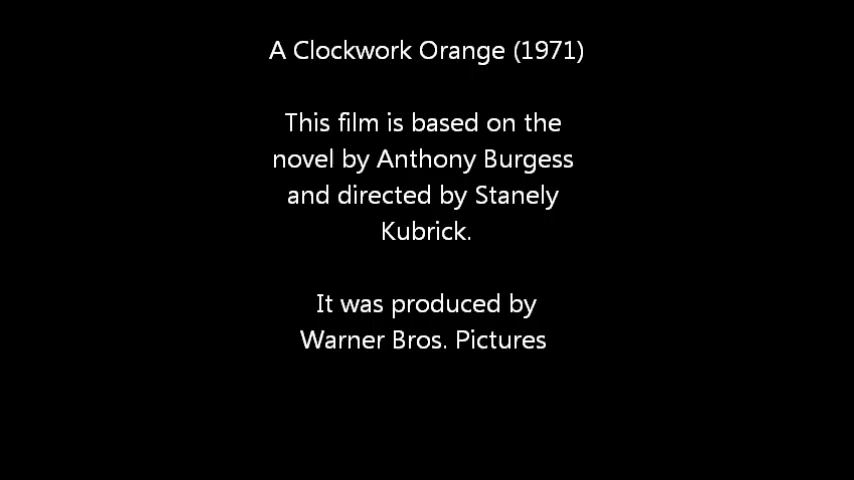 A Clockwork Orange (1971)
This film is based on the
novel by Anthony Burgess
and directed by Stanely
Kubrick.
It was produced by
Warner Bros. Pictures